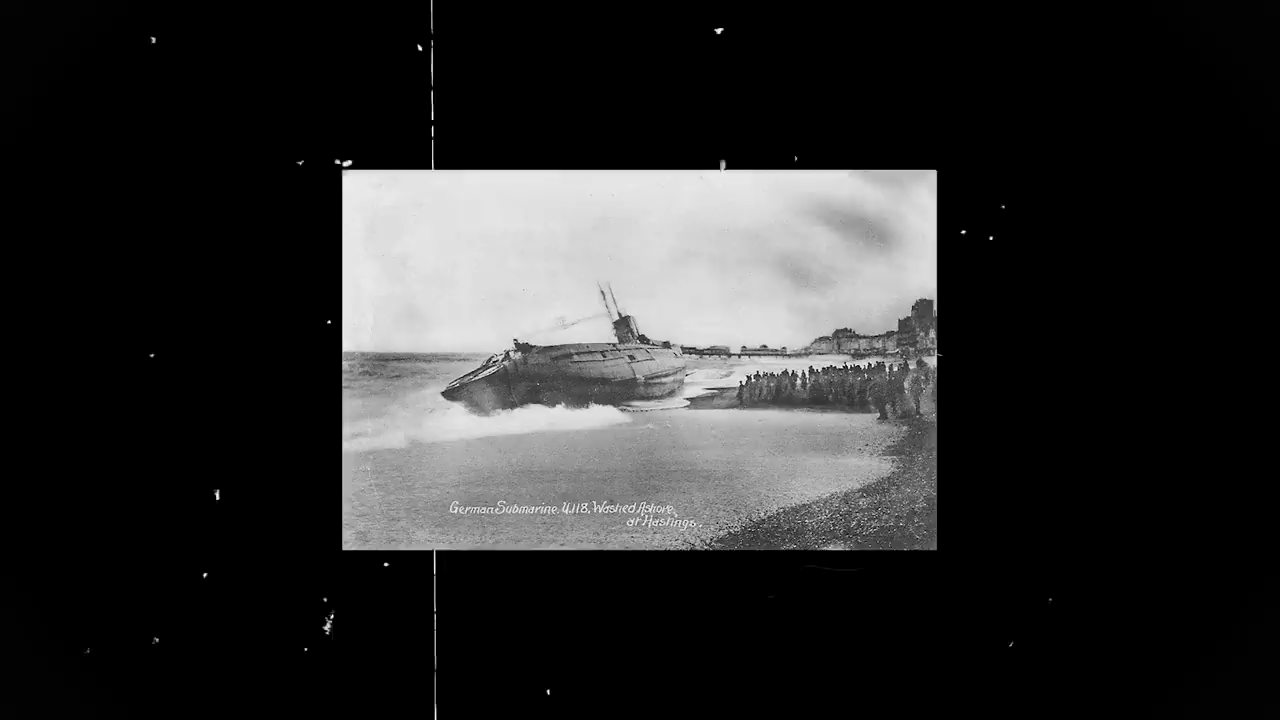 German Submarine. U.118. Washed Ashore,
at Hastings.